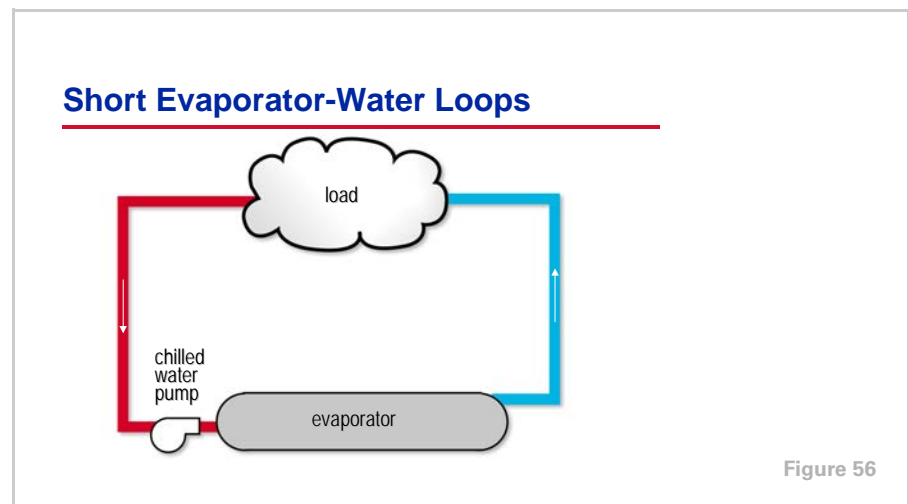 Short Evaporator-Water Loops
load
chilled
water
pump
evaporator
Figure 56